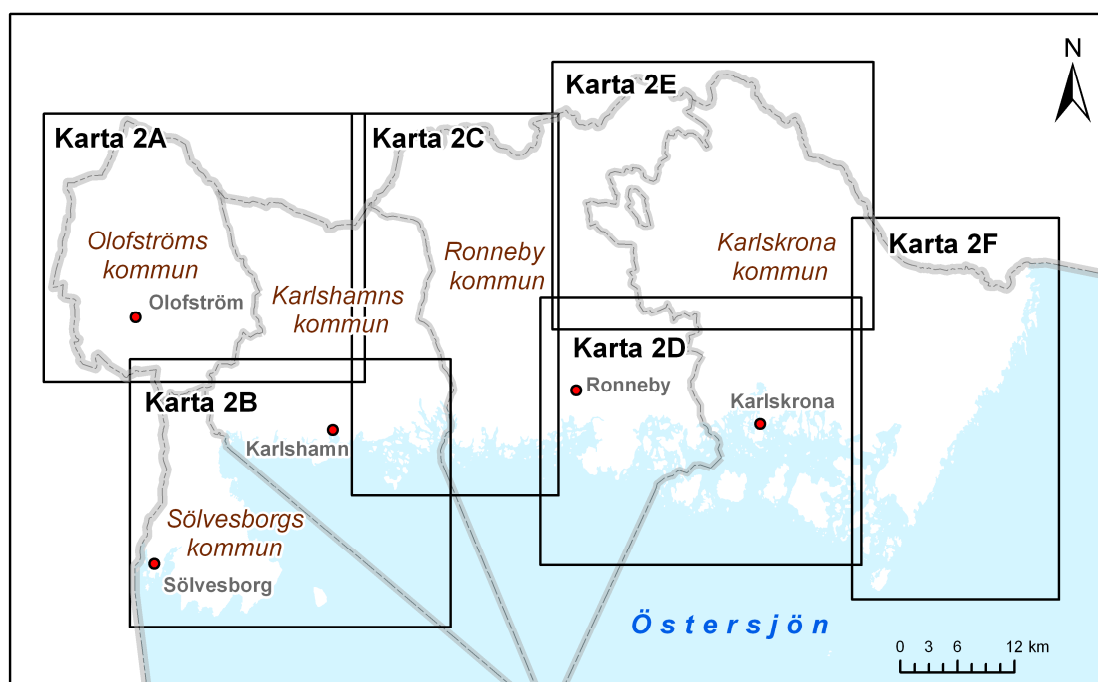 N
Karta 2E
Karta 2A
Karta 2C
Olofströms
kommun
Ronneby
kommun
Karlskrona
kommun
Karta 2F
Olofström
Karlshamns
kommun
Karta 2D
Ronneby
Karta 2B
Karlskrona
Karlshamn
Sölvesborgs
kommun
Sölvesborg
Östersjön
0 3 6 12 km